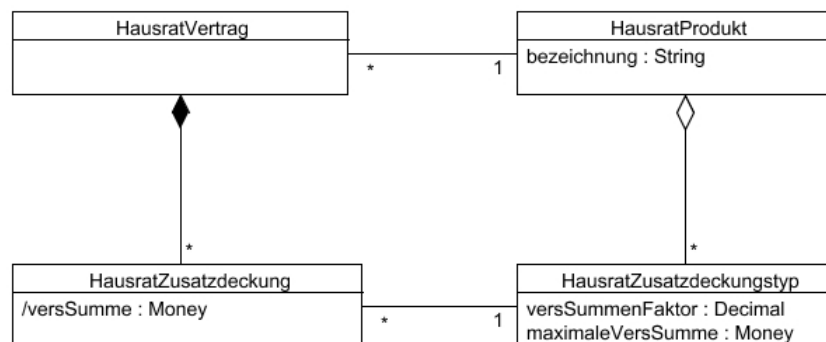 HausratVertrag
HausratProdukt
bezeichnung : String
*
1
*
*
HausratZusatzdeckung
/versSumme : Money
HausratZusatzdeckungstyp
versSummenFaktor : Decimal
maximaleVersSumme : Money
*
1